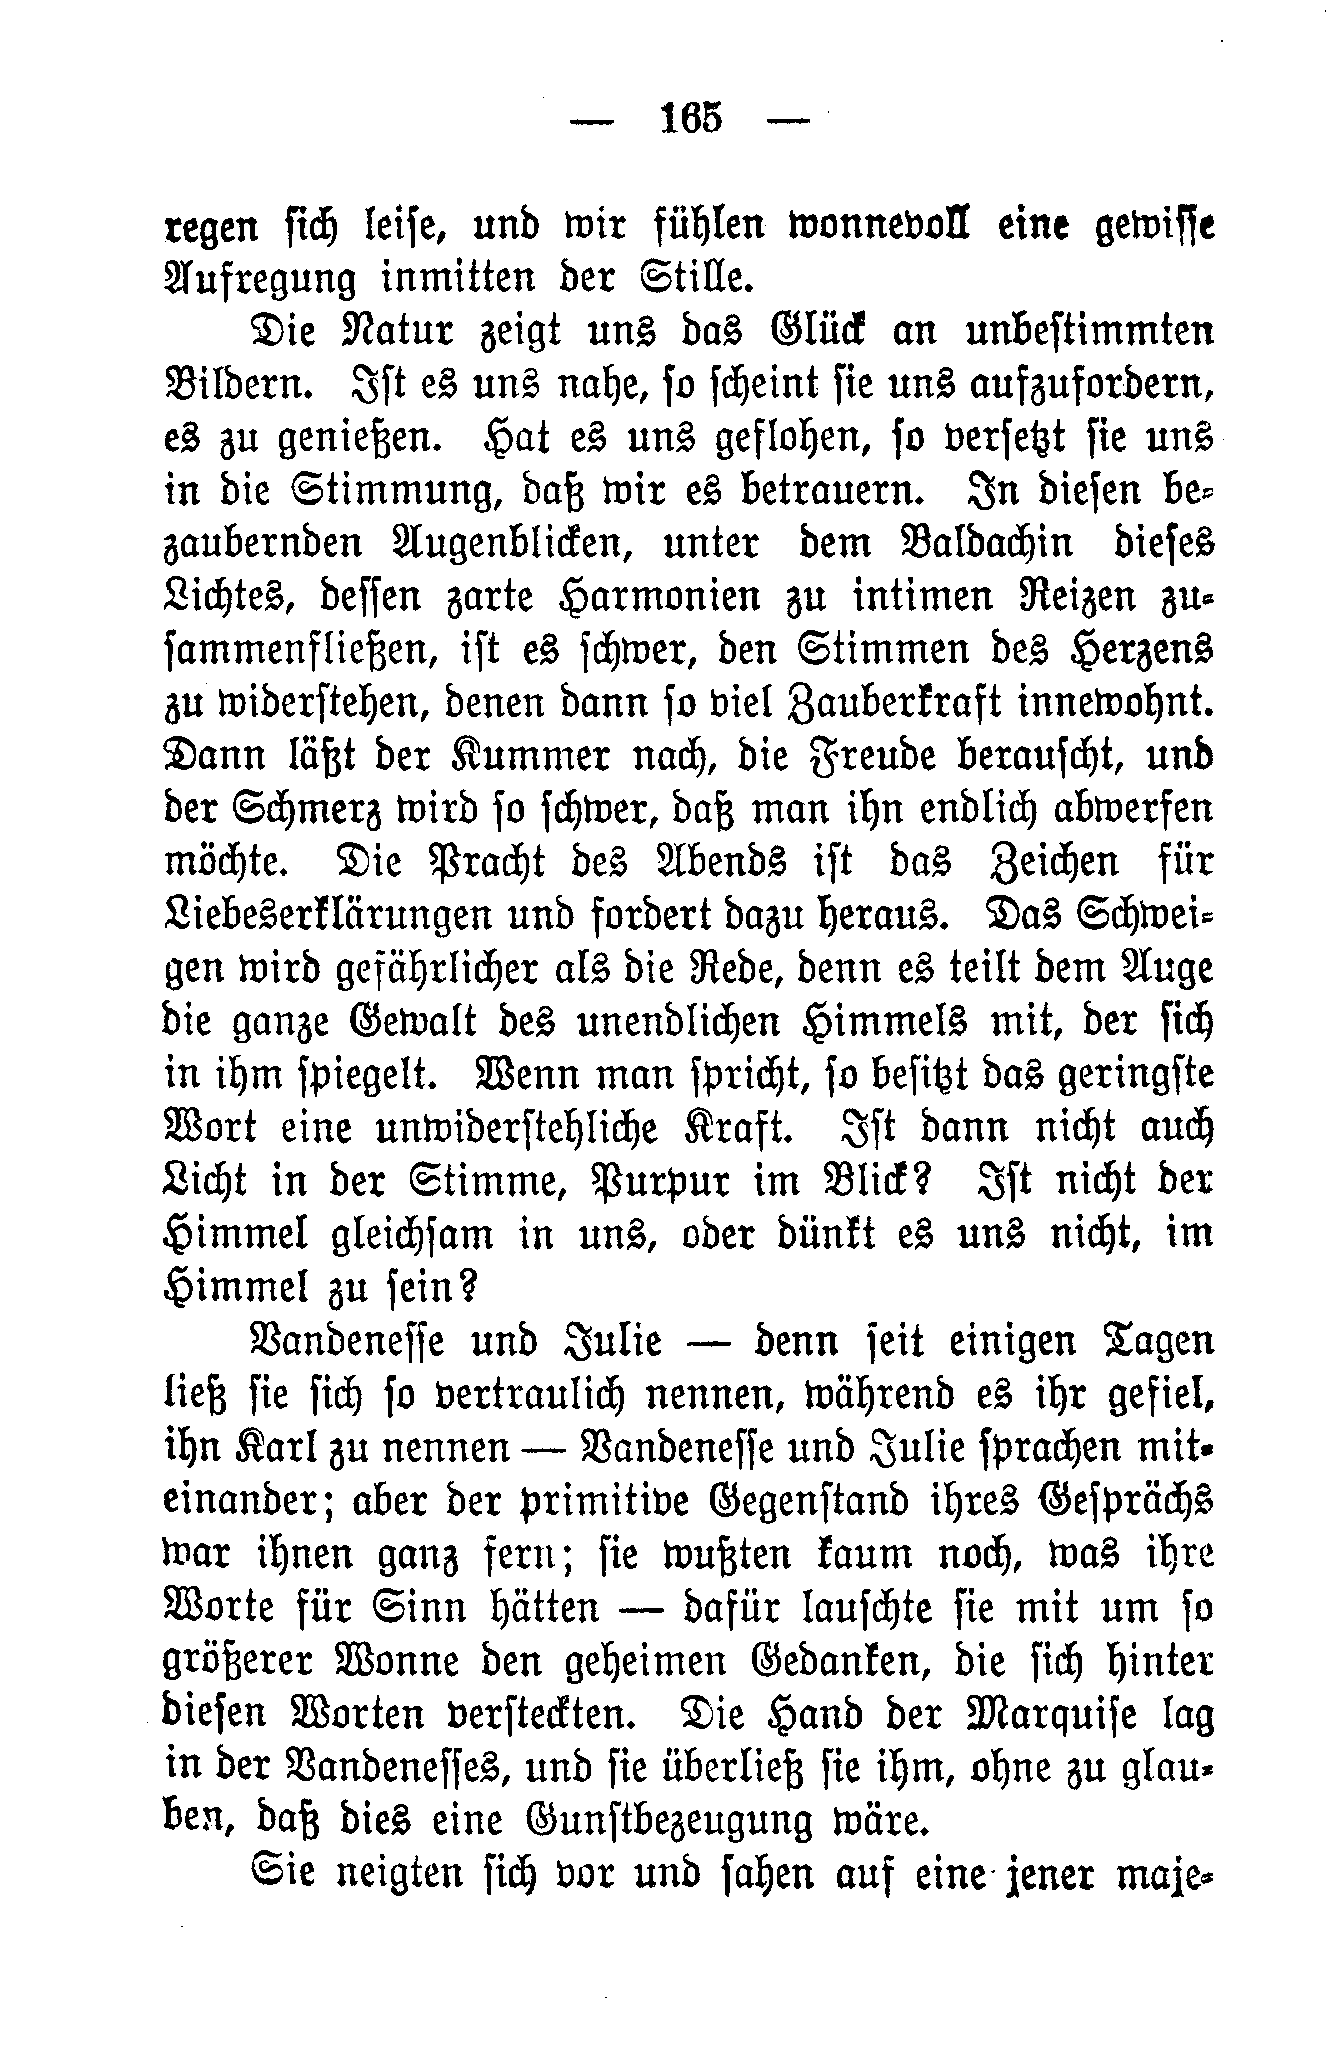 — 165 —
regen sich leise, und wir fühlen wonnevoll eine gewisse
Aufregung inmitten der Stille.
Die Natur zeigt uns das Glück an unbestimmten
Bildern. Ist es uns nahe, so scheint sie uns aufzufordern,
es zu genießen. Hat es uns geflohen, so versetzt sie uns
in die Stimmung, daß wir es betrauern. In diesen be-
zaubernden Augenblicken, unter dem Baldachin dieses
Lichtes, dessen zarte Harmonien zu intimen Reizen zu-
sammenfließen, ist es schwer, den Stimmen des Herzens
zu widerstehen, denen dann so viel Zauberkraft innewohnt.
Dann läßt der Kummer nach, die Freude berauscht, und
der Schmerz wird so schwer, daß man ihn endlich abwerfen
möchte. Die Pracht des Abends ist das Zeichen für
Liebeserklärungen und fordert dazu heraus. Das Schwei-
gen wird gefährlicher als die Rede, denn es teilt dem Auge
die ganze Gewalt des unendlichen Himmels mit, der sich
in ihm spiegelt. Wenn man spricht, so besitzt das geringste
Wort eine unwiderstehliche Kraft. Ist dann nicht auch
Licht in der Stimme, Purpur im Blick? Ist nicht der
Himmel gleichsam in uns, oder dünkt es uns nicht, im
Himmel zu sein?
Vandenesse und Julie — denn seit einigen Tagen
ließ sie sich so vertraulich nennen, während es ihr gefiel,
ihn Karl zu nennen — Vandenesse und Julie sprachen mit-
einander; aber der primitive Gegenstand ihres Gesprächs
war ihnen ganz fern; sie wußten kaum noch, was ihre
Worte für Sinn hätten — dafür lauschte sie mit um so
größerer Wonne den geheimen Gedanken, die sich hinter
diesen Worten versteckten. Die Hand der Marquise lag
in der Vandenesses, und sie überließ sie ihm, ohne zu glau-
ben, daß dies eine Gunstbezeugung wäre.
Sie neigten sich vor und sahen auf eine jener maje-